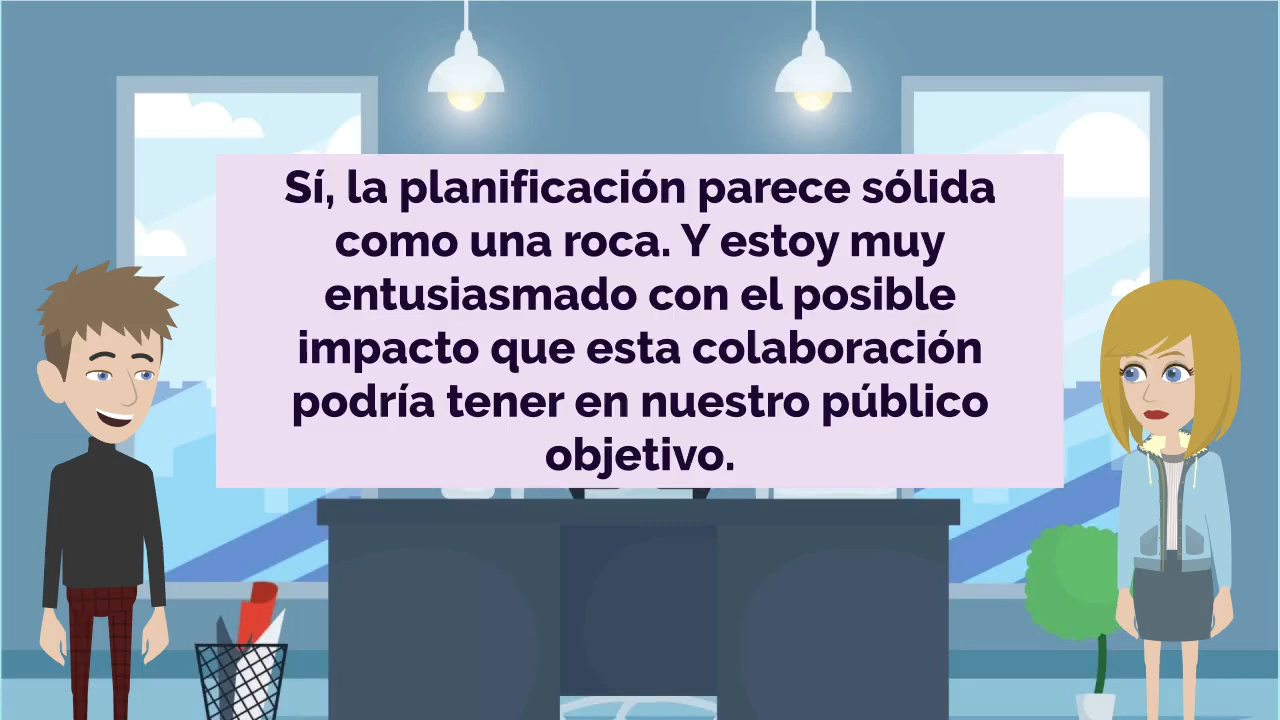 Sí, la planificación parece sólida
como una roca. Y estoy muy
entusiasmado con el posible
impacto que esta colaboración
podría tener en nuestro público
objetivo.